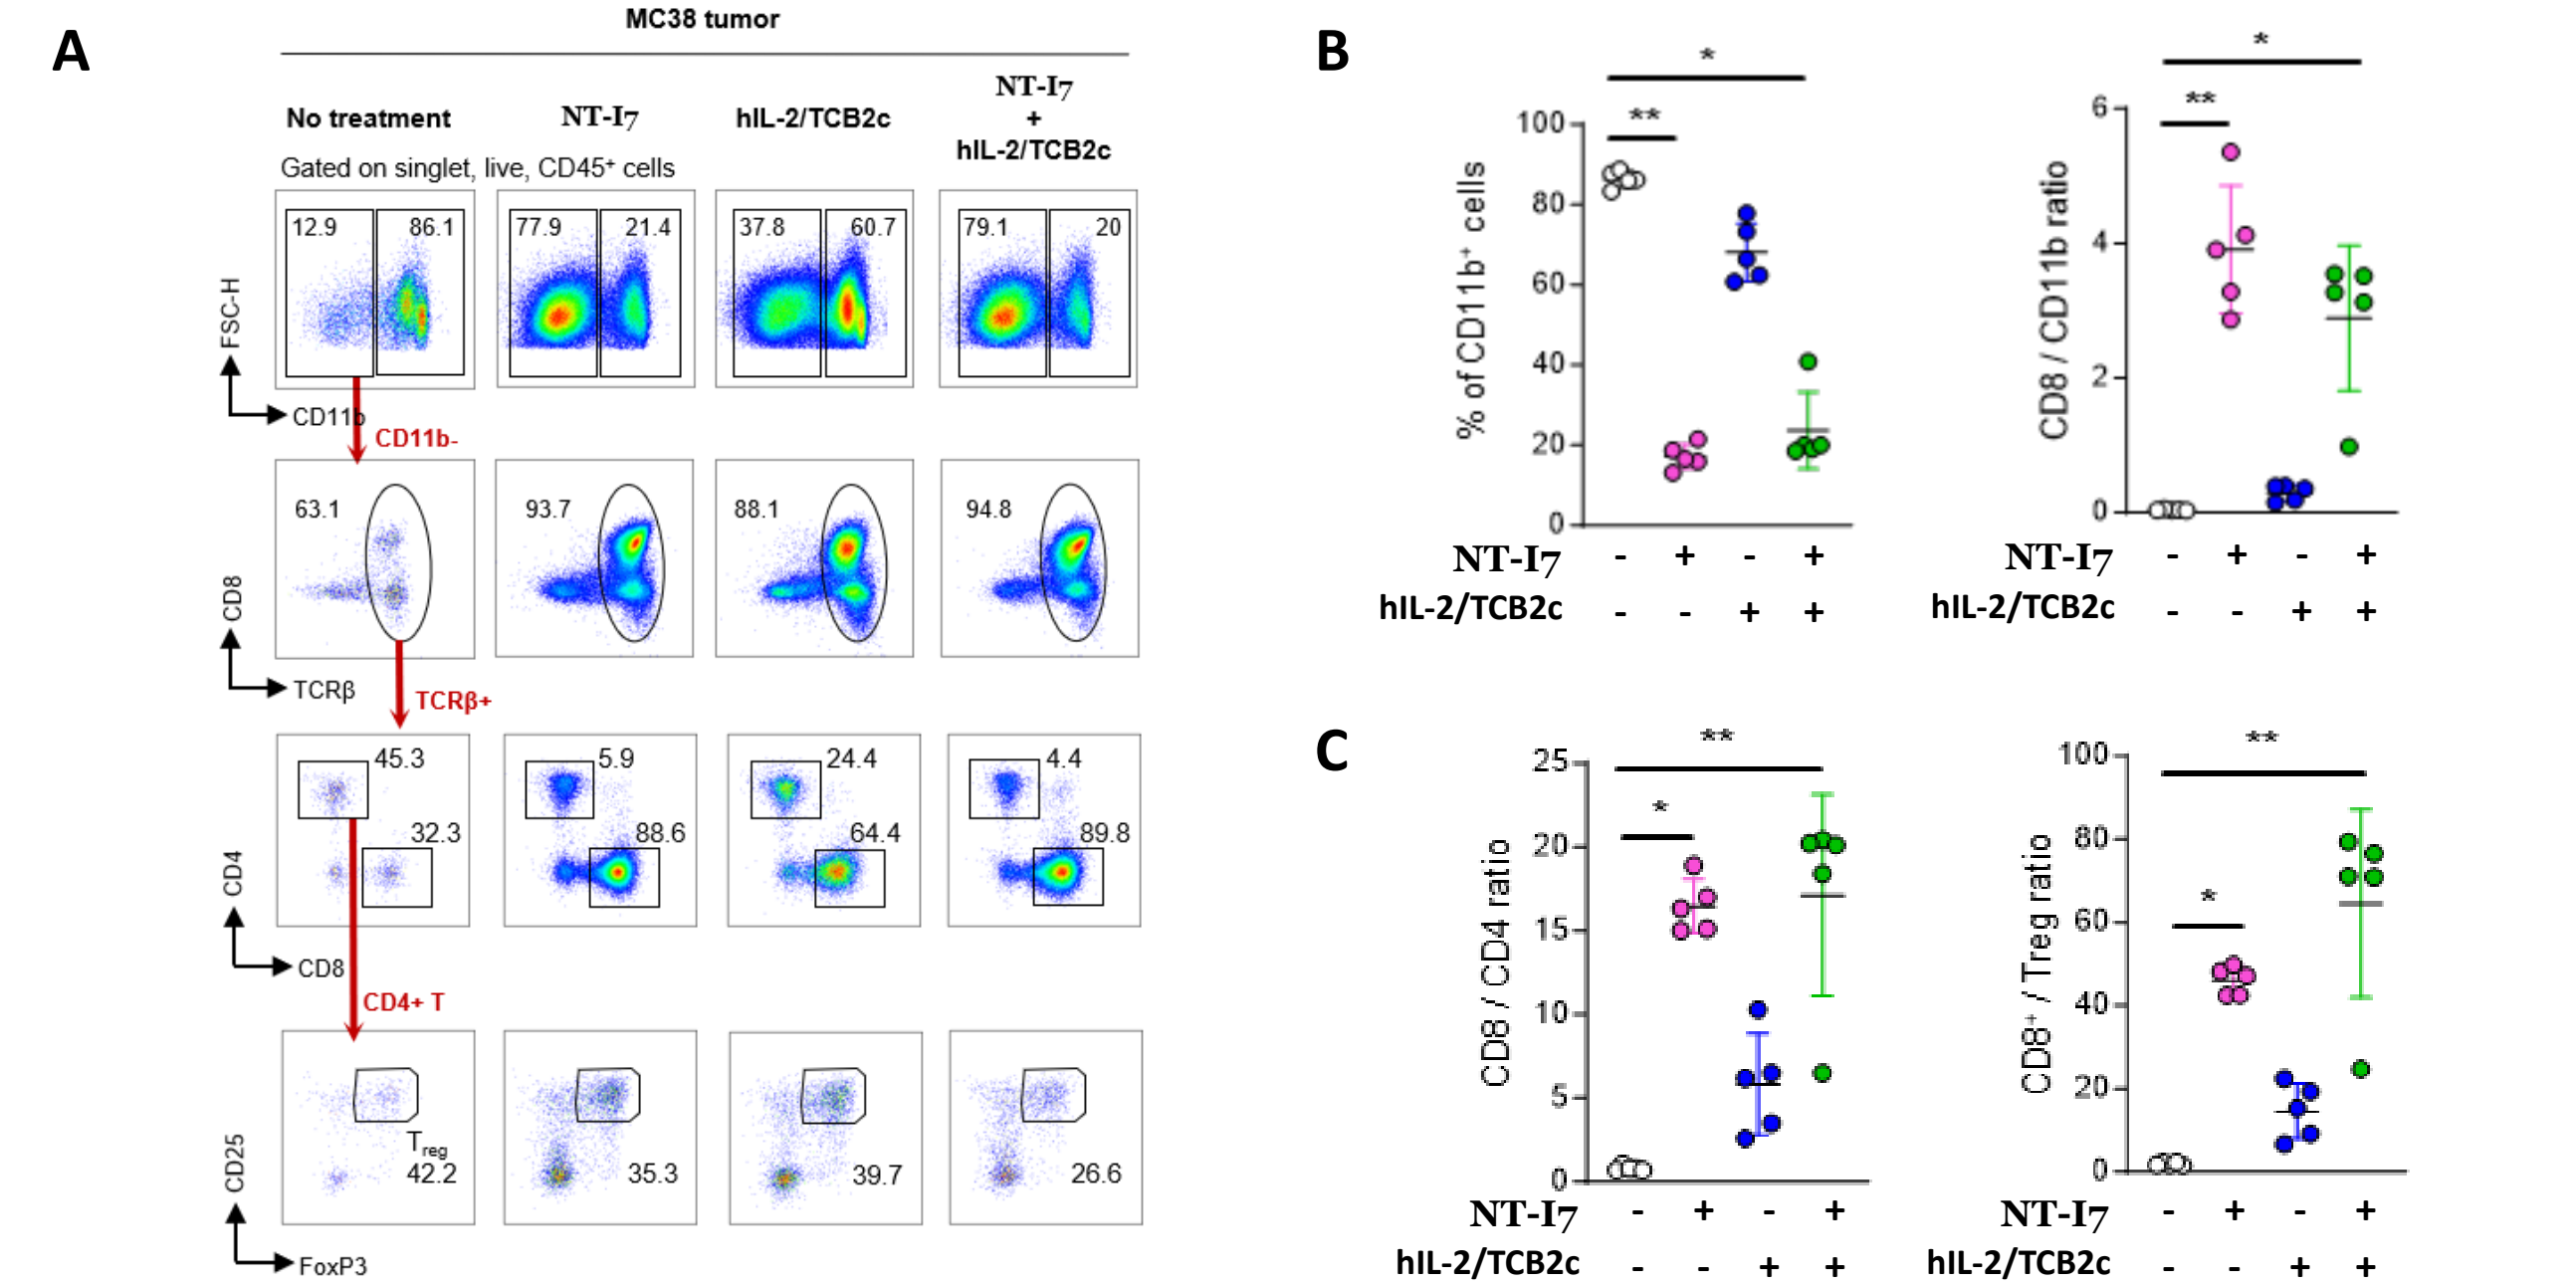 A
MC38 tumor
No treatment
NT-I7
hIL-2/TCB2c
NT-I7
+
hIL-2/TCB2c
Gated on singlet, live, CD45⁺ cells
12.9 86.1
77.9 21.4
37.8 60.7
79.1 20
FSC-H
CD11b
CD11b-
63.1
93.7
88.1
94.8
CD8
TCRβ
TCRβ+
45.3
32.3
5.9
88.6
24.4
64.4
4.4
89.8
CD4
CD8
CD4+ T
Treg
42.2
35.3
39.7
26.6
CD25
FoxP3
B
*
**
% of CD11b⁺ cells
100
80
60
40
20
0
NT-I7 - + - +
hIL-2/TCB2c - - + +
*
**
CD8 / CD11b ratio
6
4
2
0
NT-I7 - + - +
hIL-2/TCB2c - - + +
C
**
*
CD8 / CD4 ratio
25
20
15
10
5
0
NT-I7 - + - +
hIL-2/TCB2c - - + +
**
*
CD8⁺ / Treg ratio
100
80
60
40
20
0
NT-I7 - + - +
hIL-2/TCB2c - - + +